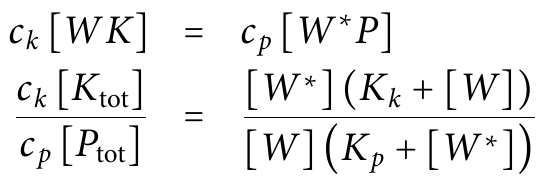 c_k [WK] = c_p [W*P]
\frac{c_k [K_{tot}]}{c_p [P_{tot}]} = \frac{[W*] (K_k + [W])}{[W] (K_p + [W*])}